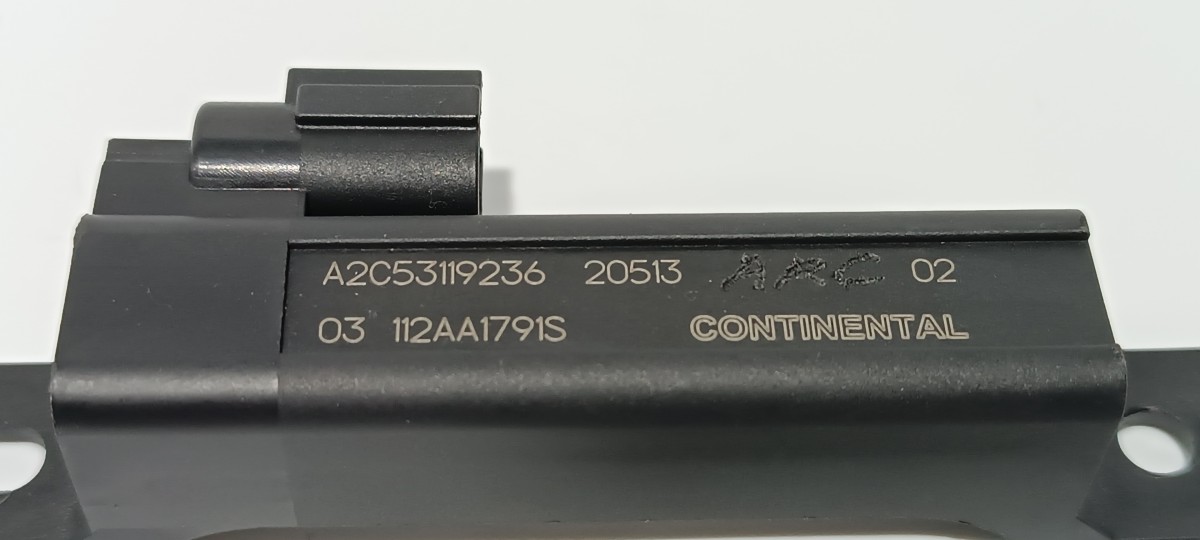 A2C53119236 20513 ARC 02
03 112AA1791S CONTINENTAL